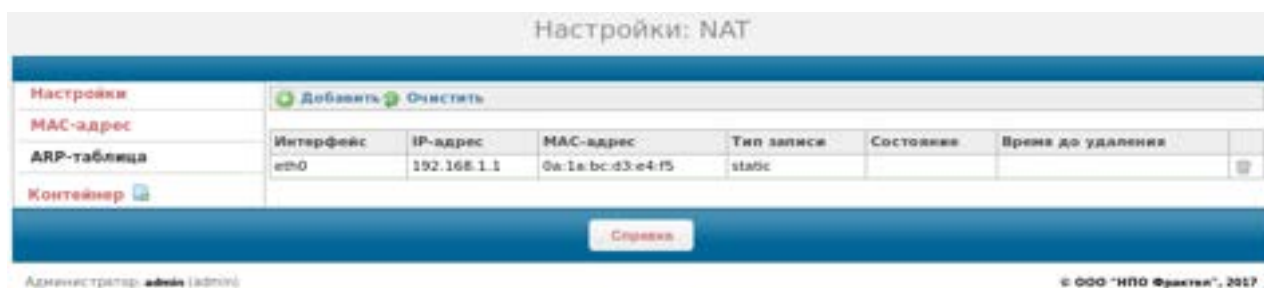 Настройки: NAT
Настройки
МАС-адрес
ARP-таблица
Контейнер
Добавить Очистить
Интерфейс IP-адрес МАС-адрес Тип записи Состояние Время до удаления
eth0 192.168.1.1 0a:1a:bc:d3:e4:f5 static
Справка
Администратор: admin (admin)
© ООО "НПО Фрактел", 2017